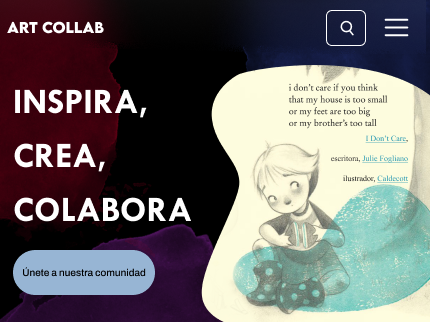 ART COLLAB
INSPIRA,
CREA,
COLABORA
Únete a nuestra comunidad
i don't care if you think
that my house is too small
or my feet are too big
or my brother's too tall
I Don't Care,
escritora, Julie Fogliano
ilustrador, Caldecott